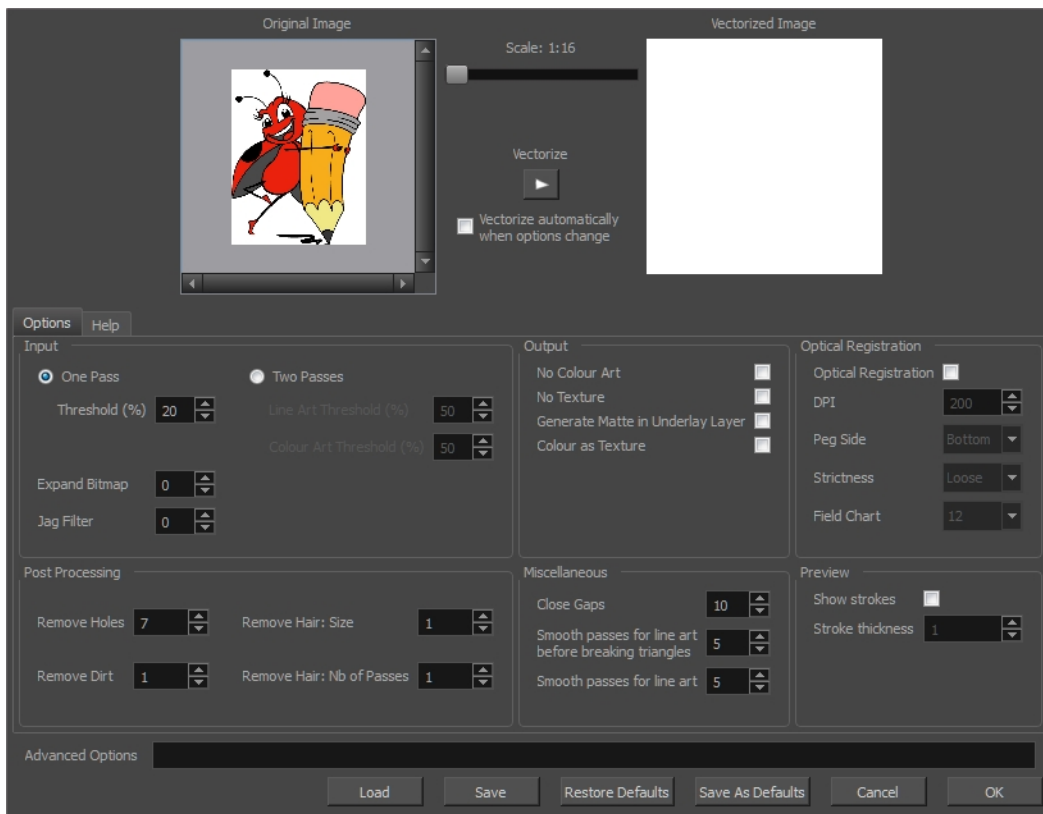 Original Image
Vectorized Image
Scale: 1:16
Vectorize
Vectorize automatically
when options change
Options
Help
Input
One Pass
Two Passes
Threshold (%) 20
Line Art Threshold (%) 50
Colour Art Threshold (%) 50
Expand Bitmap 0
Jag Filter 0
Output
No Colour Art
No Texture
Generate Matte in Underlay Layer
Colour as Texture
Optical Registration
Optical Registration
DPI 200
Peg Side Bottom
Strictness Loose
Field Chart 12
Post Processing
Remove Holes 7
Remove Hair: Size 1
Remove Dirt 1
Remove Hair: Nb of Passes 1
Miscellaneous
Close Gaps 10
Smooth passes for line art
before breaking triangles 5
Smooth passes for line art 5
Preview
Show strokes
Stroke thickness 1
Advanced Options
Load
Save
Restore Defaults
Save As Defaults
Cancel
OK